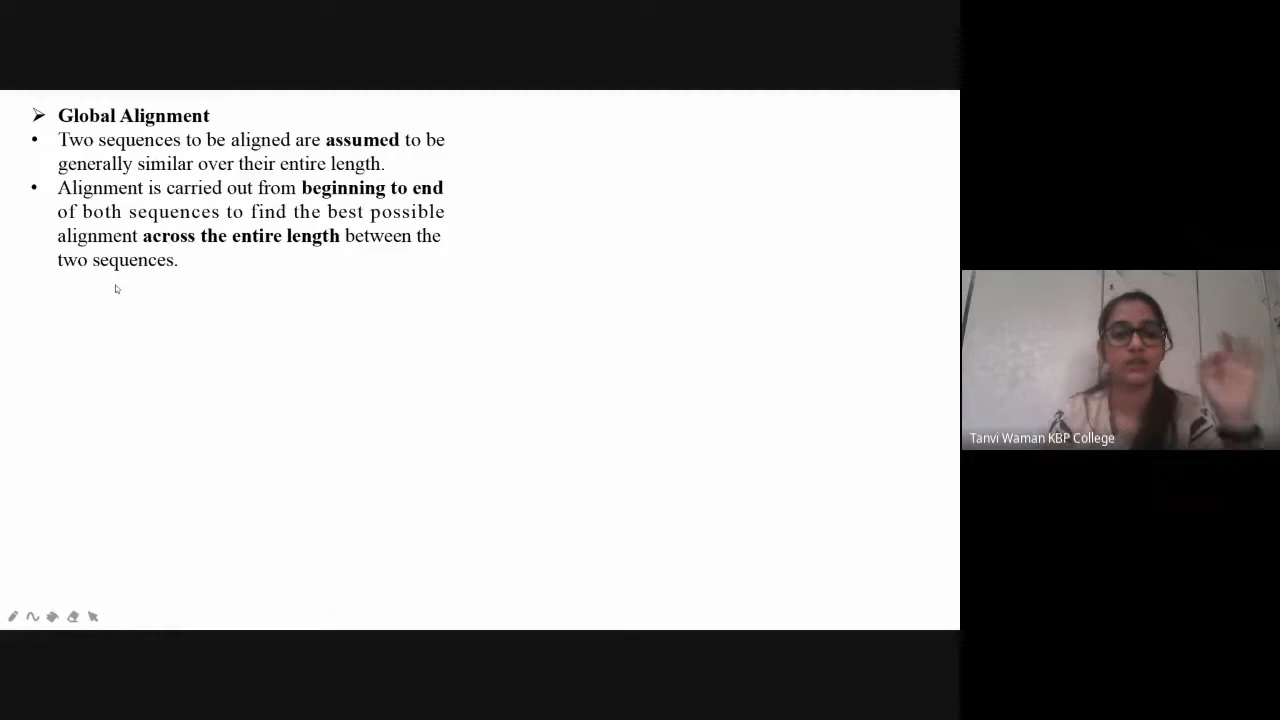 ➢ Global Alignment
• Two sequences to be aligned are assumed to be
generally similar over their entire length.
• Alignment is carried out from beginning to end
of both sequences to find the best possible
alignment across the entire length between the
two sequences.
Tanvi Waman KBP College